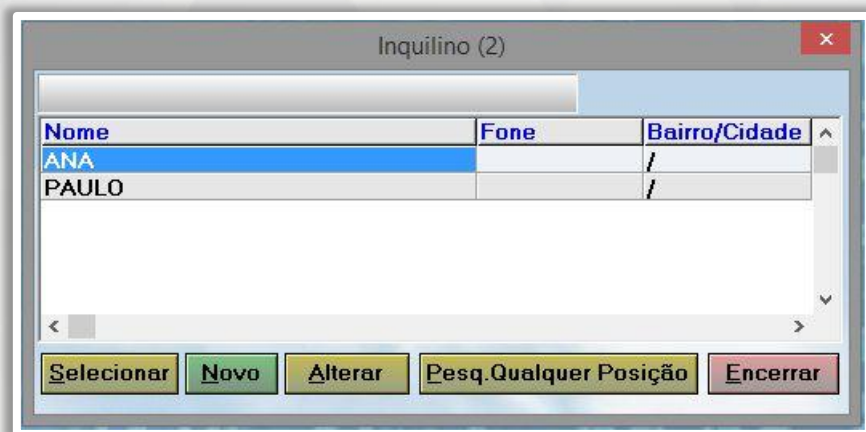 Inquilino (2)
Nome Fone Bairro/Cidade
ANA /
PAULO /
Selecionar Novo Alterar Pesq.Qualquer Posição Encerrar